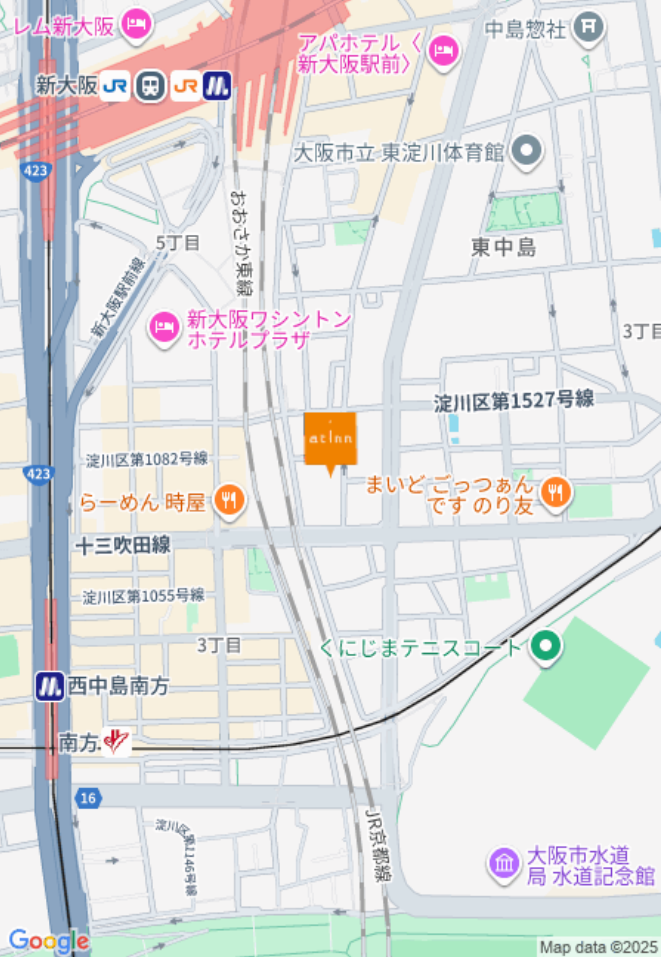 レム新大阪
アパホテル〈
新大阪駅前〉
中島惣社
新大阪 JR JR
大阪市立 東淀川体育館
423
おおさか東線
5丁目
東中島
新大阪駅前線
新大阪ワシントン
ホテルプラザ
3丁目
淀川区第1527号線
at Inn
淀川区第1082号線
423
まいど ごっつぁん
です のり友
らーめん 時屋
十三吹田線
淀川区第1055号線
3丁目
くにじまテニスコート
西中島南方
南方
16
JR京都線
淀川区第1146号線
大阪市水道
局 水道記念館
Google
Map data ©2025